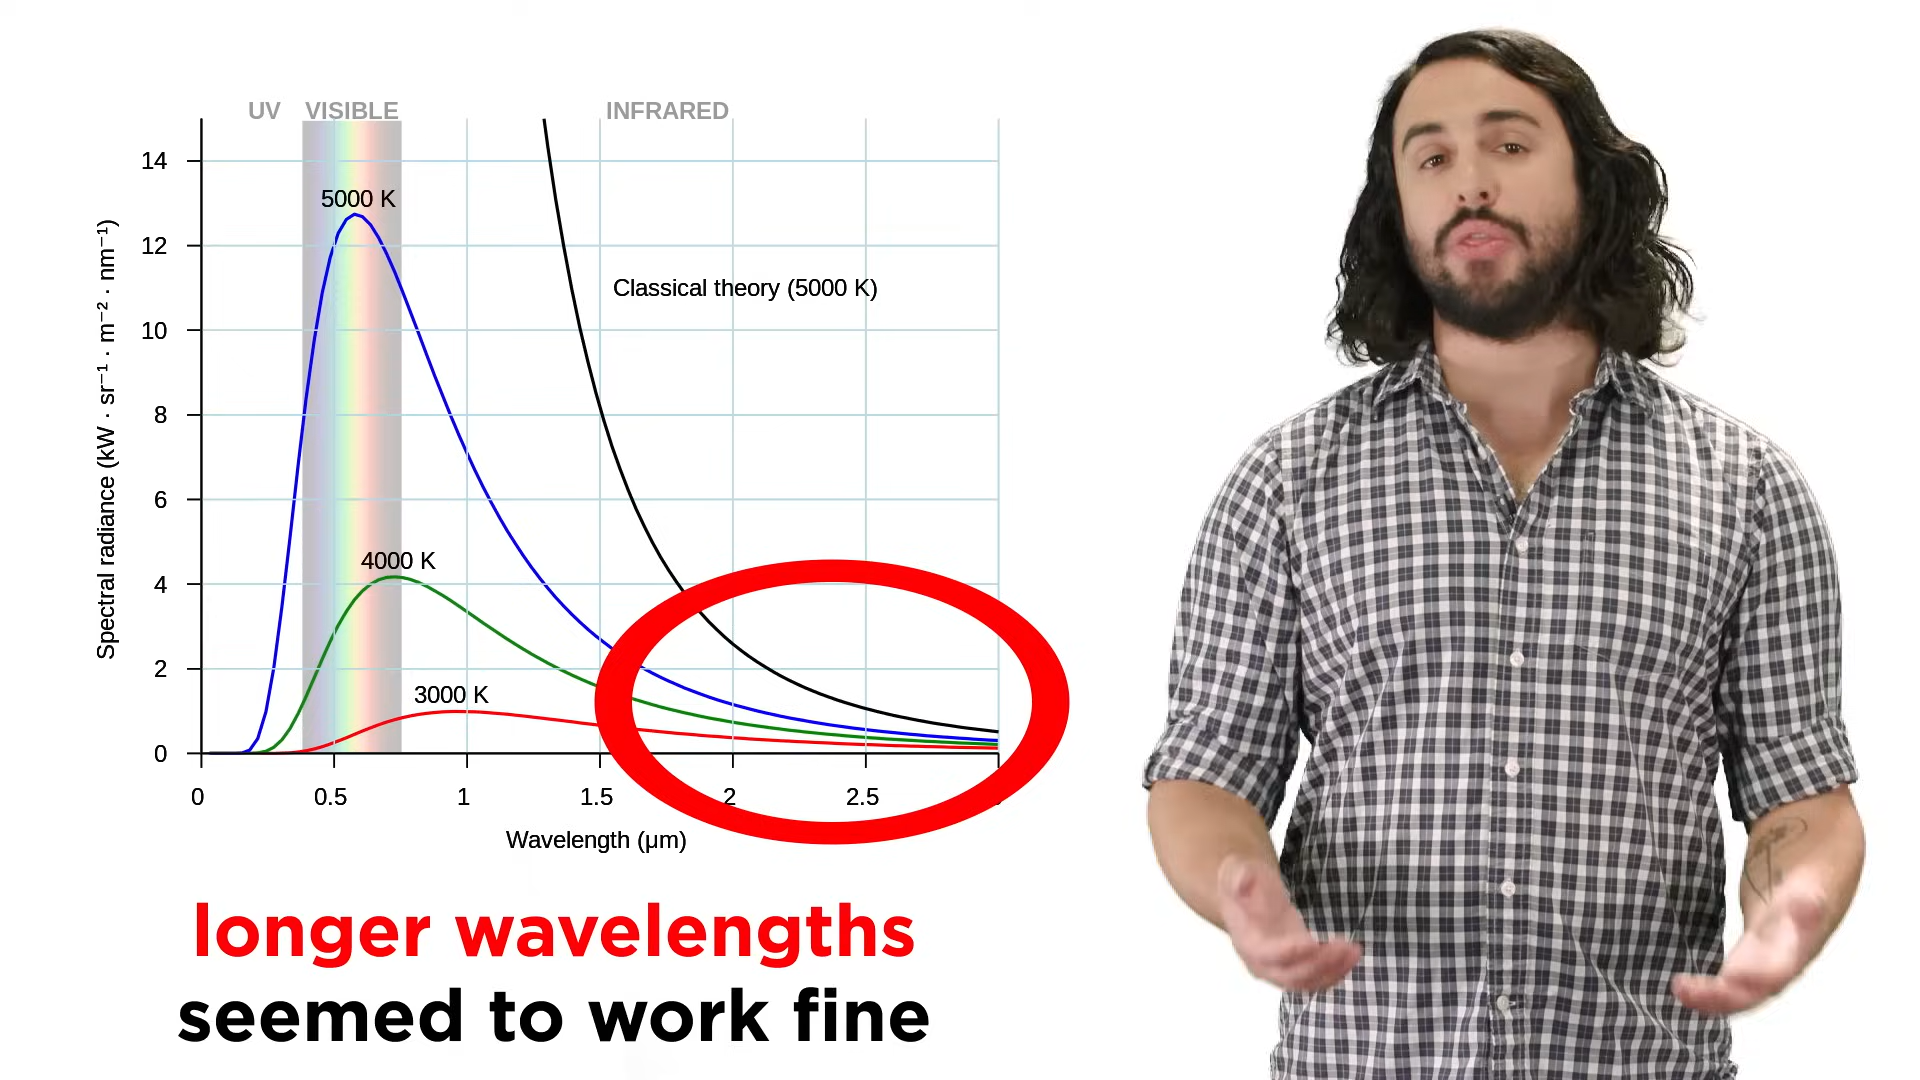 UV VISIBLE INFRARED
14
12
10
8
6
4
2
0
Spectral radiance (kW · sr⁻¹ · m⁻² · nm⁻¹)
5000 K
Classical theory (5000 K)
4000 K
3000 K
0 0.5 1 1.5 2 2.5
Wavelength (μm)
longer wavelengths
seemed to work fine